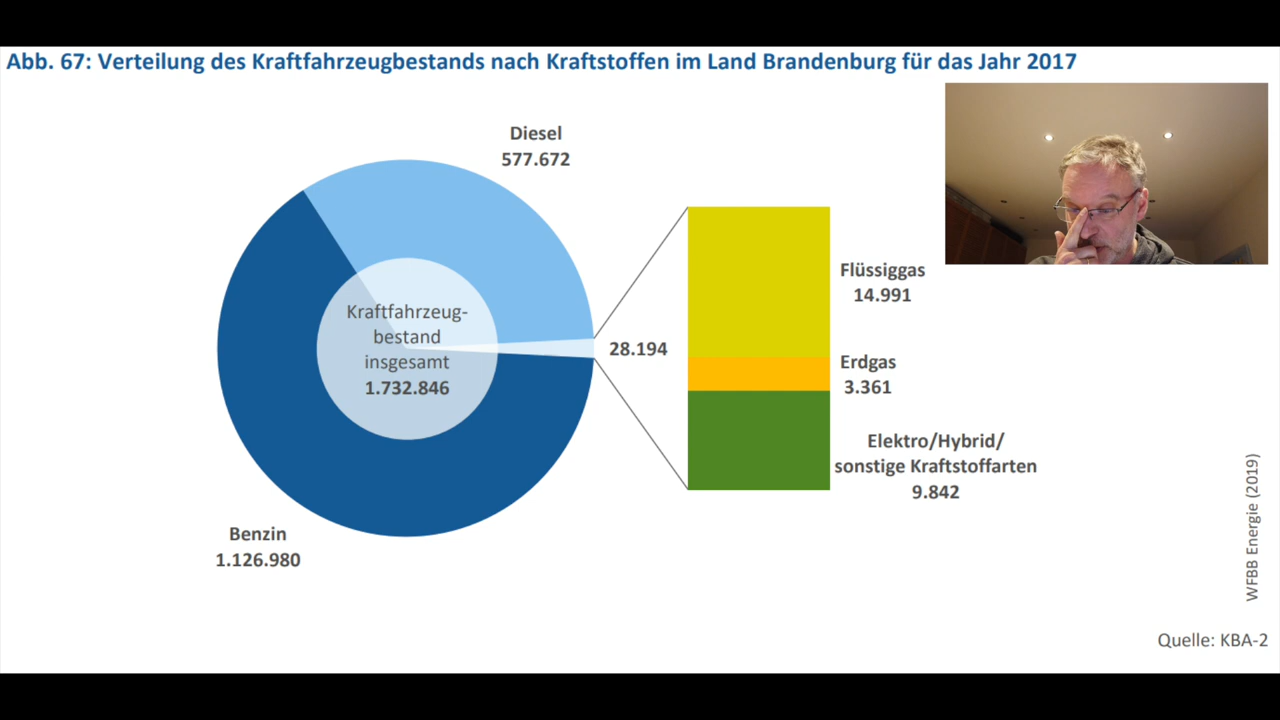 Abb. 67: Verteilung des Kraftfahrzeugbestands nach Kraftstoffen im Land Brandenburg für das Jahr 2017
Diesel
577.672
Kraftfahrzeug-
bestand
insgesamt
1.732.846
28.194
Flüssiggas
14.991
Erdgas
3.361
Elektro/Hybrid/
sonstige Kraftstoffarten
9.842
Benzin
1.126.980
WFBB Energie (2019)
Quelle: KBA-2